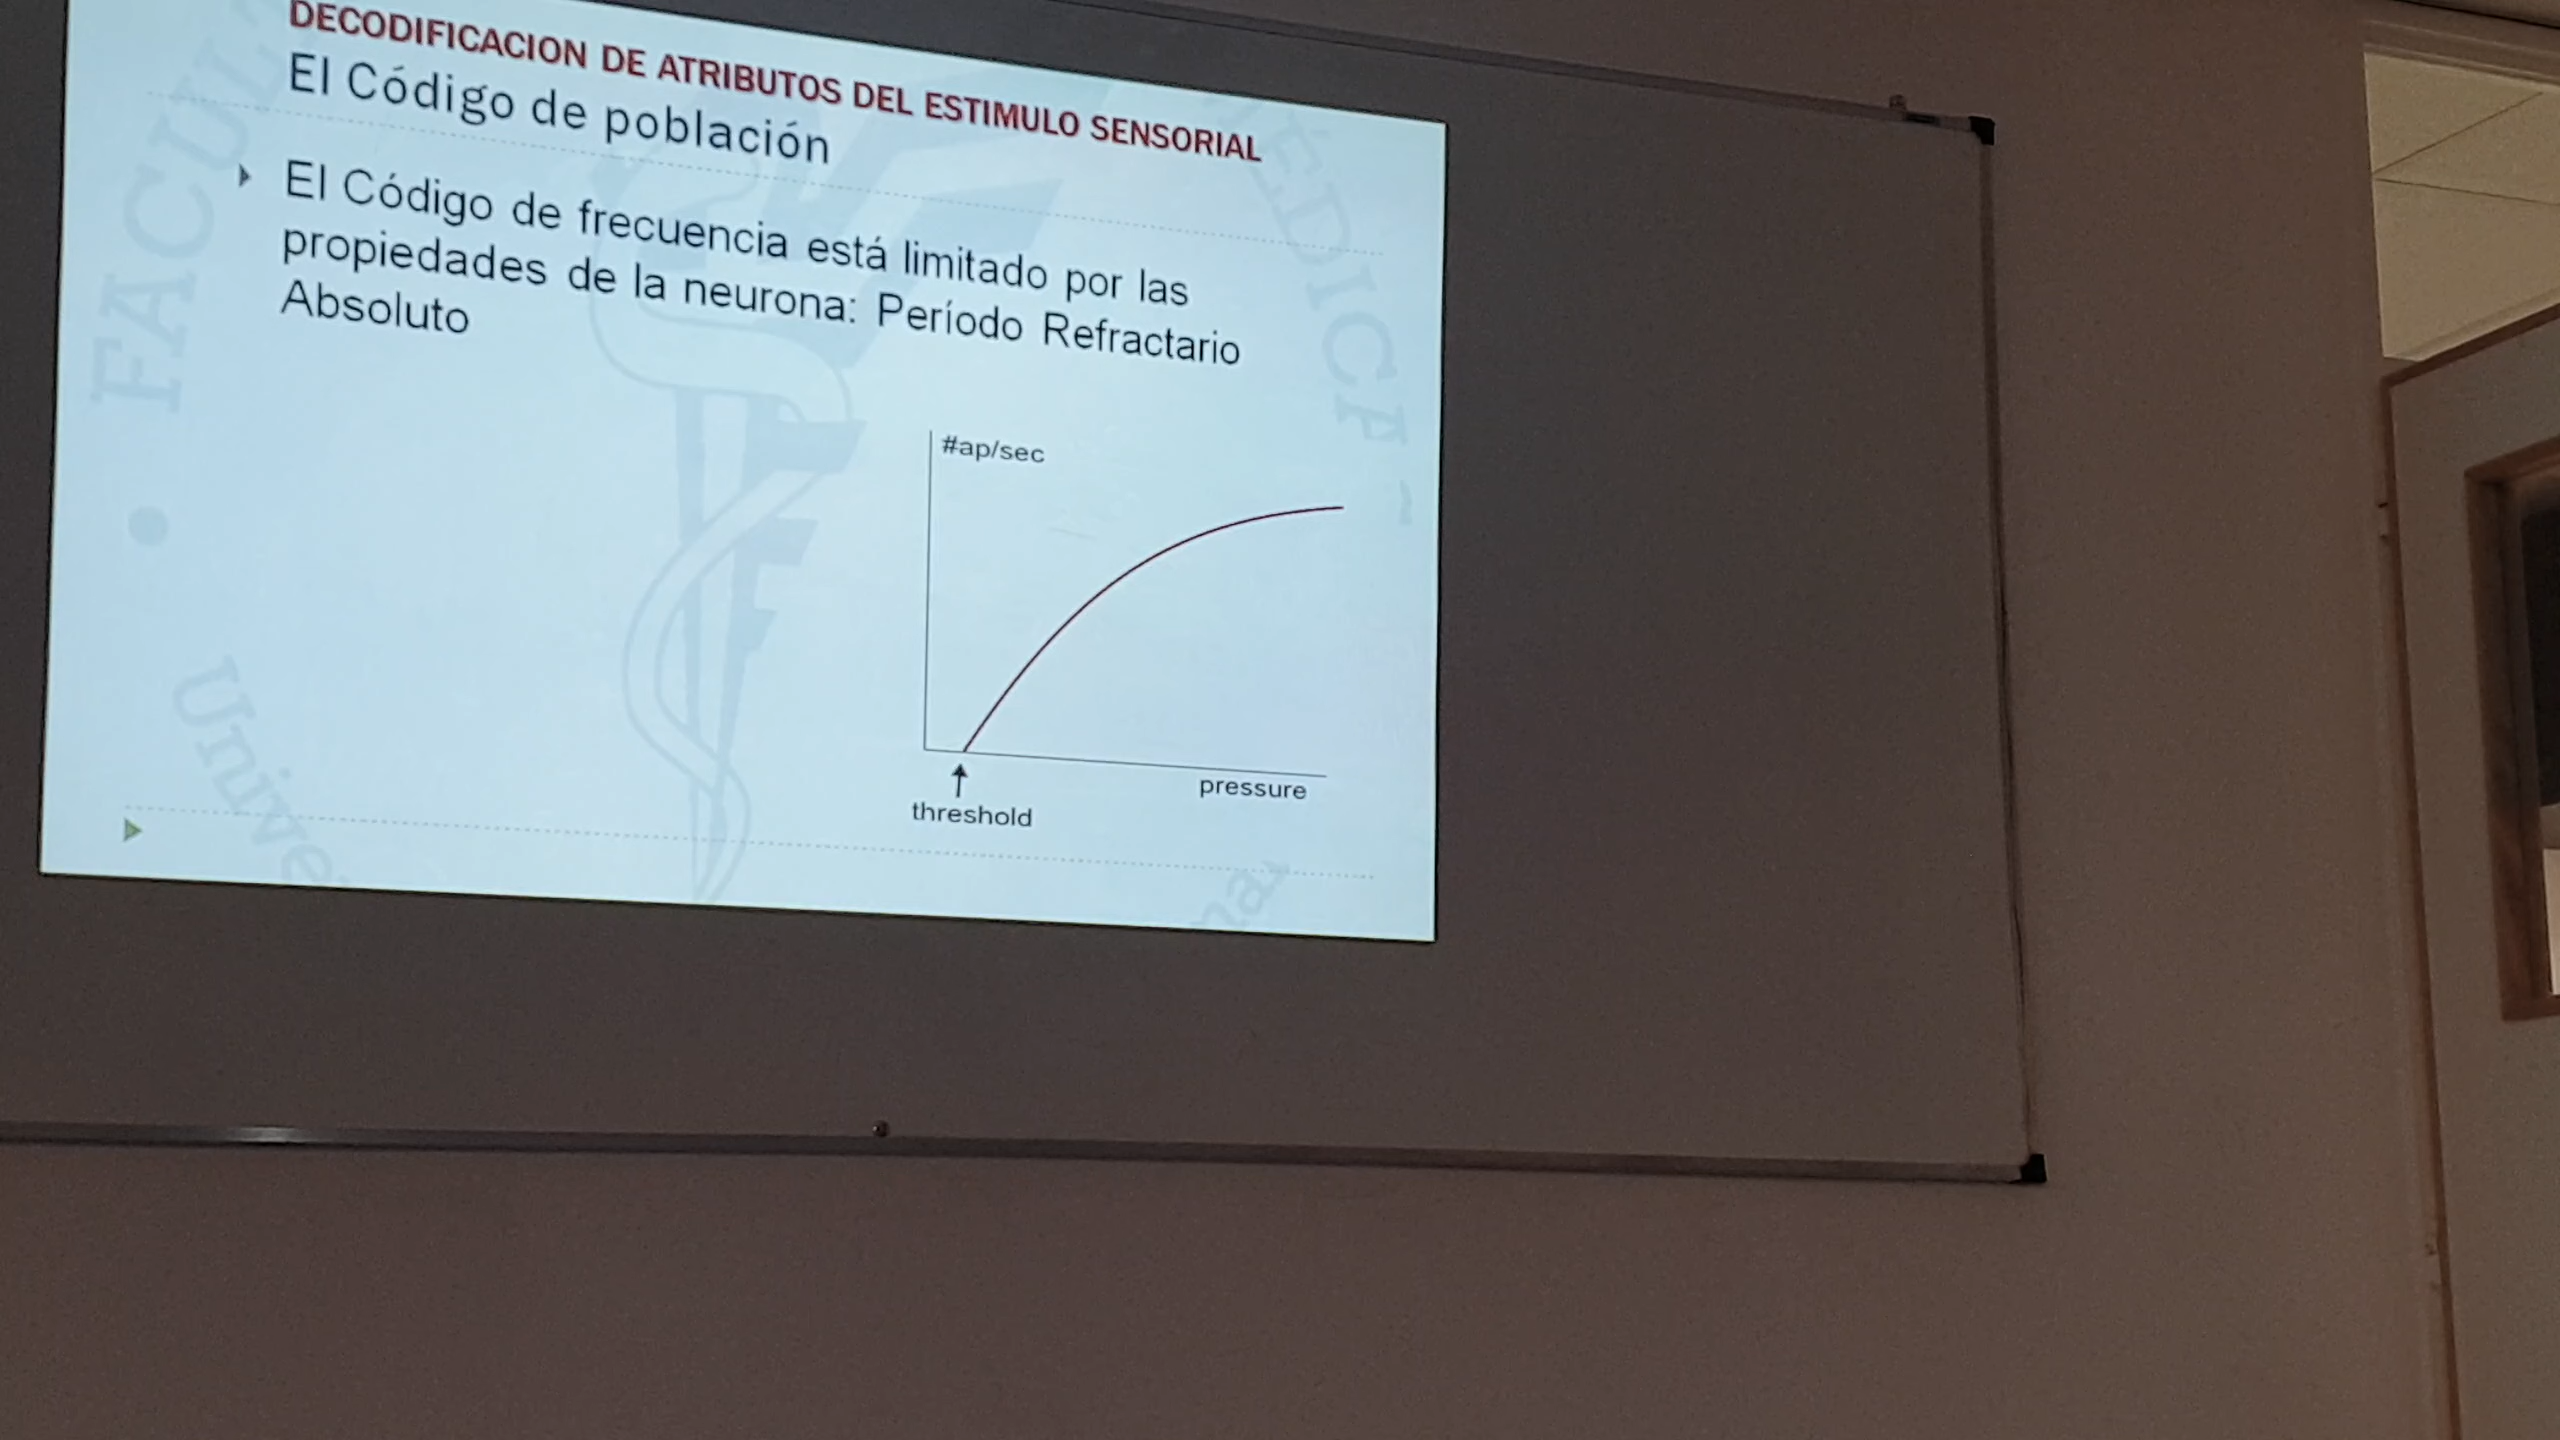 DECODIFICACION DE ATRIBUTOS DEL ESTIMULO SENSORIAL
El Código de población
El Código de frecuencia está limitado por las
propiedades de la neurona: Período Refractario
Absoluto
#ap/sec
pressure
threshold